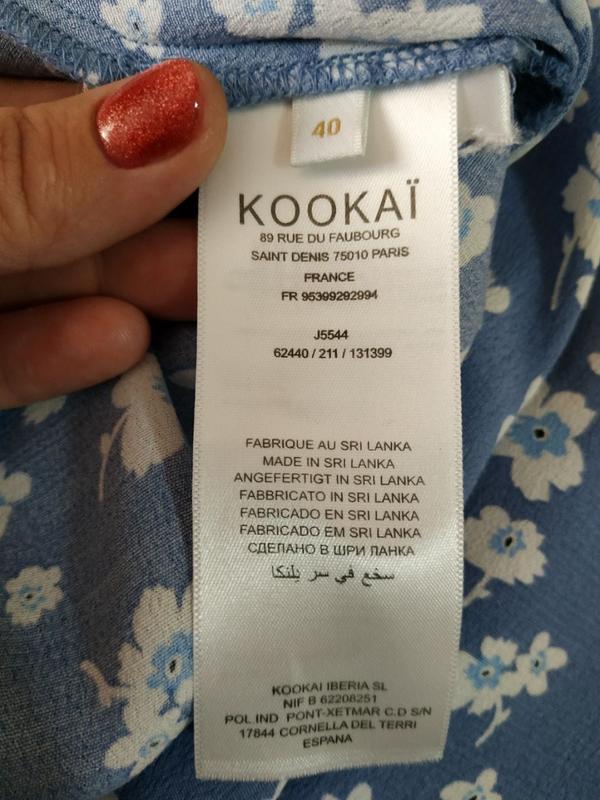 40
KOOKAÏ
89 RUE DU FAUBOURG
SAINT DENIS 75010 PARIS
FRANCE
FR 95399292994
J5544
62440 / 211 / 131399
FABRIQUE AU SRI LANKA
MADE IN SRI LANKA
ANGEFERTIGT IN SRI LANKA
FABBRICATO IN SRI LANKA
FABRICADO EN SRI LANKA
FABRICADO EM SRI LANKA
СДЕЛАНО В ШРИ ЛАНКА
سخع في سر يلنكا
KOOKAI IBERIA SL
NIF B 62208251
POL IND PONT-XETMAR C.D S/N
17844 CORNELLA DEL TERRI
ESPANA